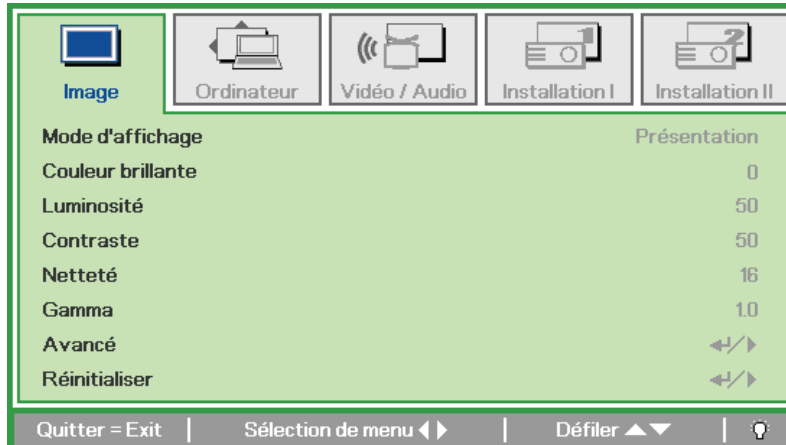 Image Ordinateur Vidéo / Audio Installation I Installation II
Mode d'affichage Présentation
Couleur brillante 0
Luminosité 50
Contraste 50
Netteté 16
Gamma 1.0
Avancé ↵/▶
Réinitialiser ↵/▶
Quitter = Exit | Sélection de menu ◀▶ | Défiler ▲▼ |